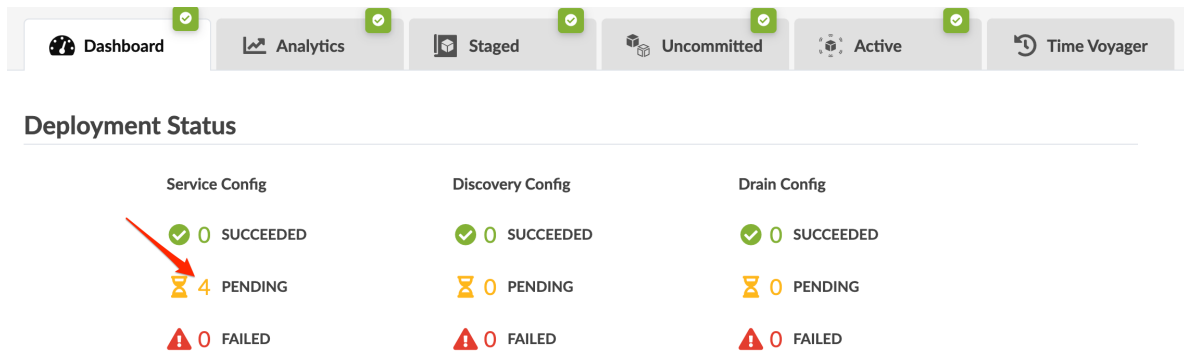 Dashboard Analytics Staged Uncommitted Active Time Voyager
Deployment Status
Service Config Discovery Config Drain Config
0 SUCCEEDED 0 SUCCEEDED 0 SUCCEEDED
4 PENDING 0 PENDING 0 PENDING
0 FAILED 0 FAILED 0 FAILED